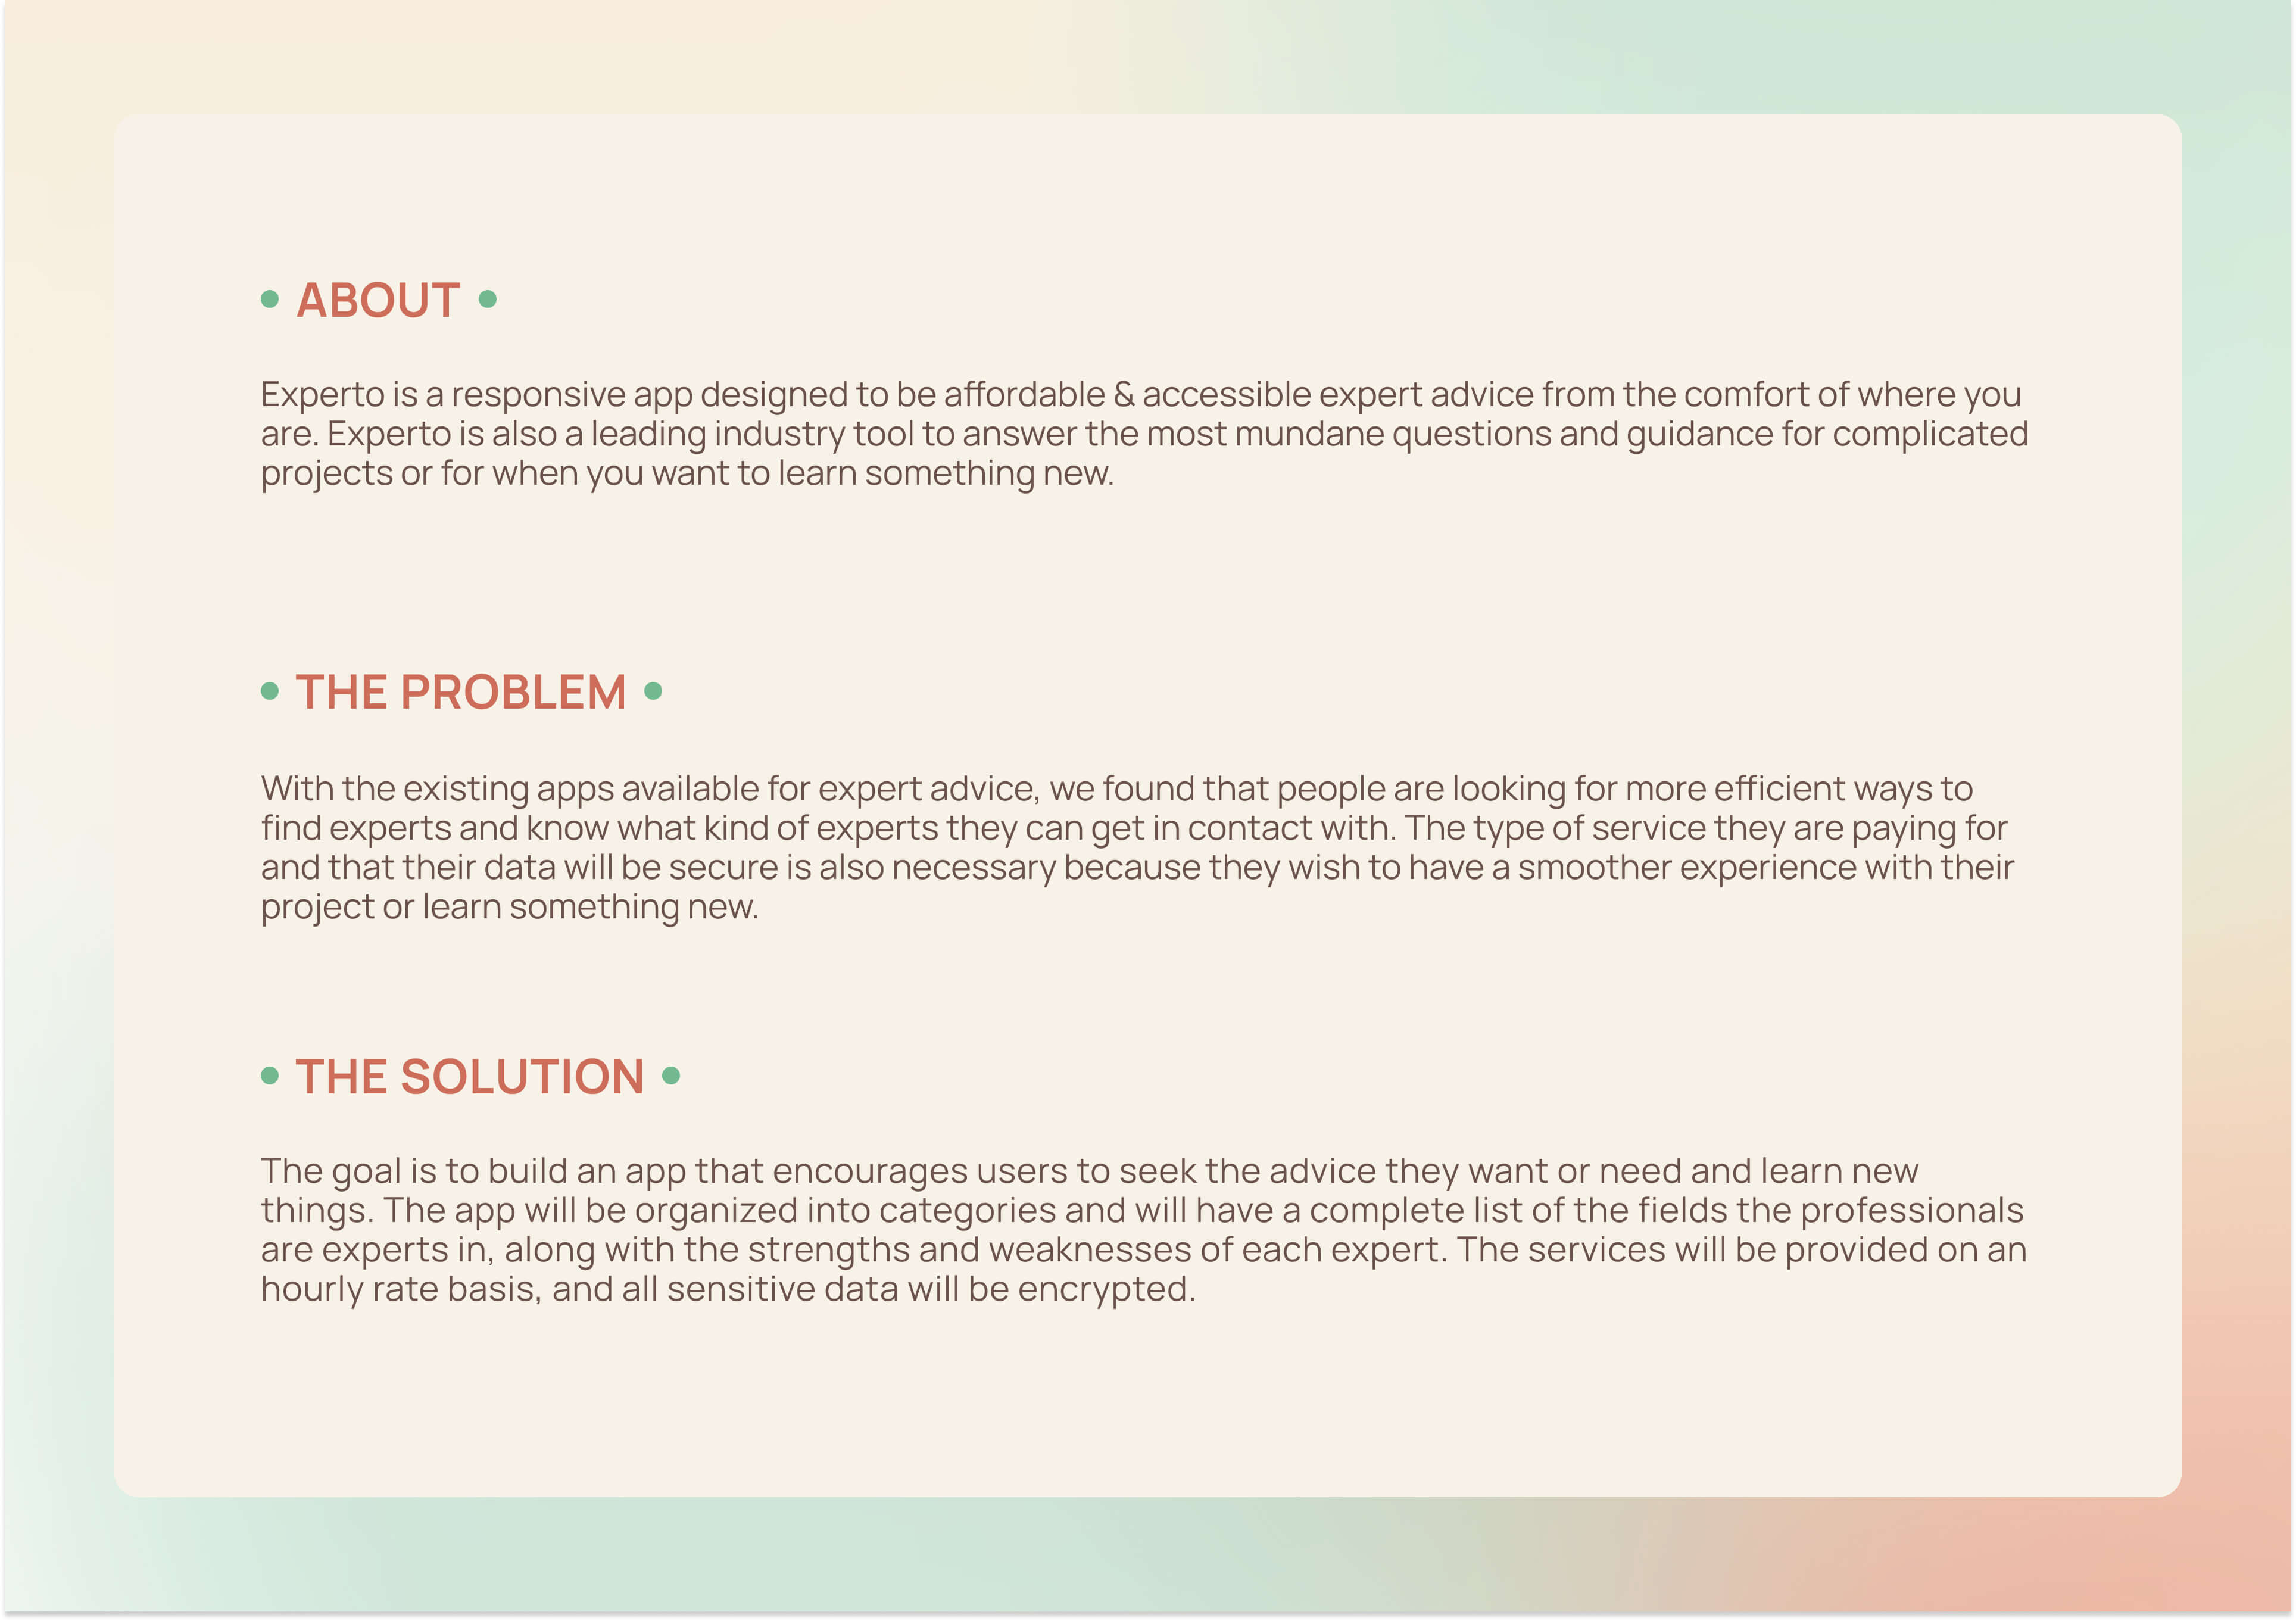 • ABOUT •
Experto is a responsive app designed to be affordable & accessible expert advice from the comfort of where you
are. Experto is also a leading industry tool to answer the most mundane questions and guidance for complicated
projects or for when you want to learn something new.
• THE PROBLEM •
With the existing apps available for expert advice, we found that people are looking for more efficient ways to
find experts and know what kind of experts they can get in contact with. The type of service they are paying for
and that their data will be secure is also necessary because they wish to have a smoother experience with their
project or learn something new.
• THE SOLUTION •
The goal is to build an app that encourages users to seek the advice they want or need and learn new
things. The app will be organized into categories and will have a complete list of the fields the professionals
are experts in, along with the strengths and weaknesses of each expert. The services will be provided on an
hourly rate basis, and all sensitive data will be encrypted.